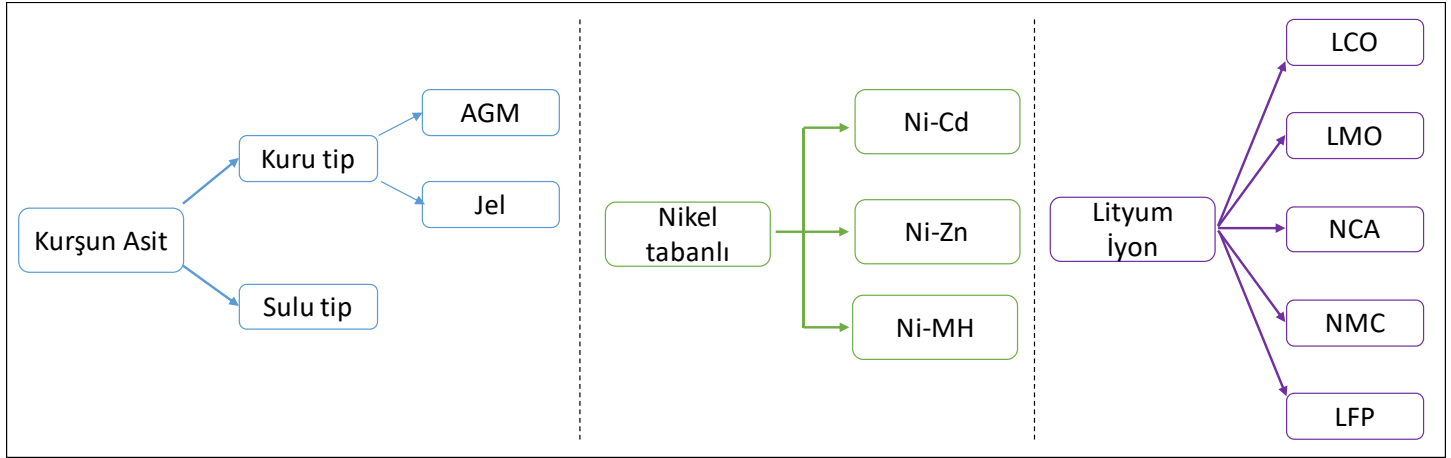 Kurşun Asit
Kuru tip
AGM
Jel
Sulu tip
Nikel
tabanlı
Ni-Cd
Ni-Zn
Ni-MH
Lityum
İyon
LCO
LMO
NCA
NMC
LFP